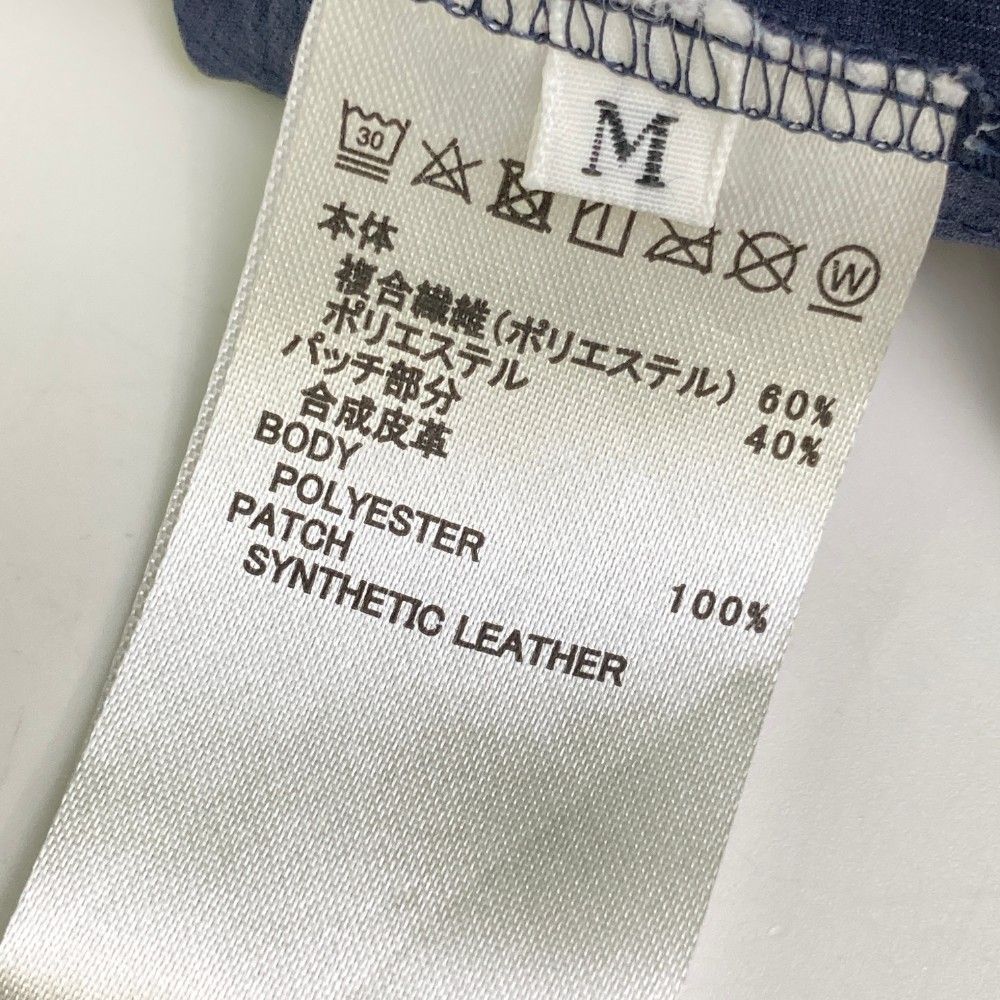 M
30
W
本体
複合繊維(ポリエステル) 60%
ポリエステル 40%
パッチ部分
合成皮革
BODY
POLYESTER 100%
PATCH
SYNTHETIC LEATHER